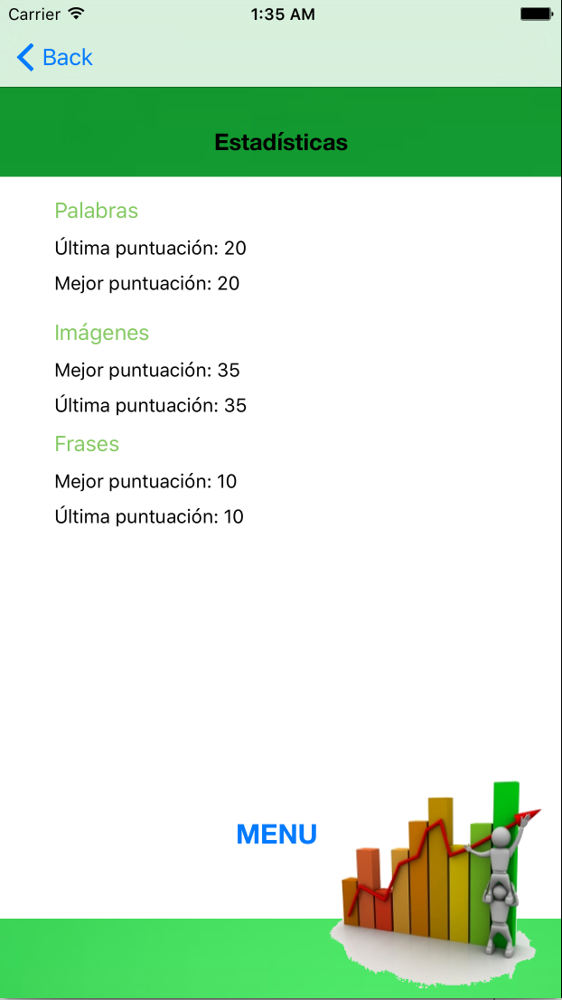 Carrier 1:35 AM
Back
Estadísticas
Palabras
Última puntuación: 20
Mejor puntuación: 20
Imágenes
Mejor puntuación: 35
Última puntuación: 35
Frases
Mejor puntuación: 10
Última puntuación: 10
MENU